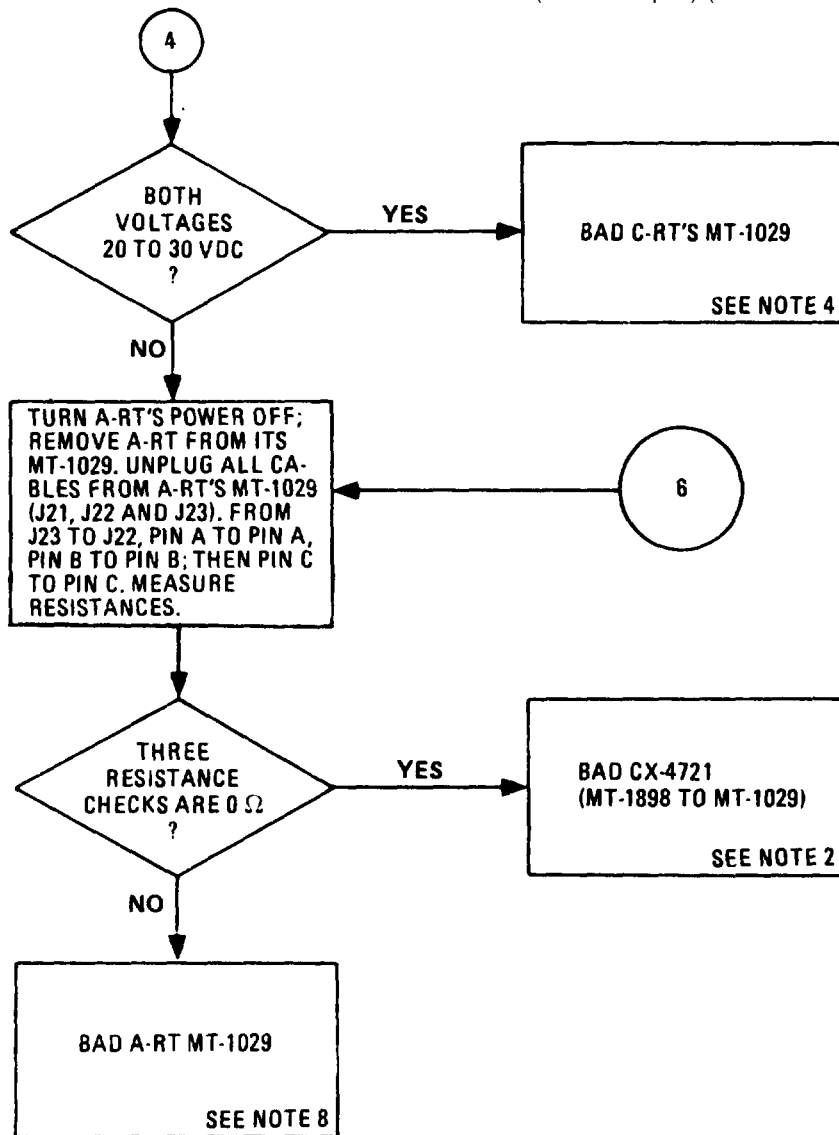 4
BOTH
VOLTAGES
20 TO 30 VDC
?
YES
BAD C-RT'S MT-1029
SEE NOTE 4
NO
TURN A-RT'S POWER OFF;
REMOVE A-RT FROM ITS
MT-1029. UNPLUG ALL CA-
BLES FROM A-RT'S MT-1029
(J21, J22 AND J23). FROM
J23 TO J22, PIN A TO PIN A,
PIN B TO PIN B; THEN PIN C
TO PIN C. MEASURE
RESISTANCES.
6
THREE
RESISTANCE
CHECKS ARE 0 Ω
?
YES
BAD CX-4721
(MT-1898 TO MT-1029)
SEE NOTE 2
NO
BAD A-RT MT-1029
SEE NOTE 8